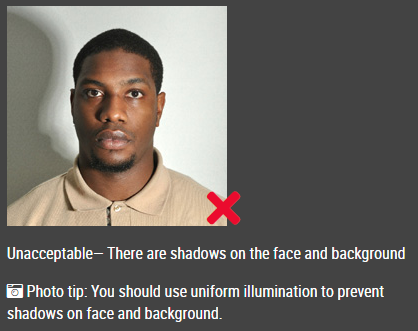 Unacceptable— There are shadows on the face and background
Photo tip: You should use uniform illumination to prevent
shadows on face and background.